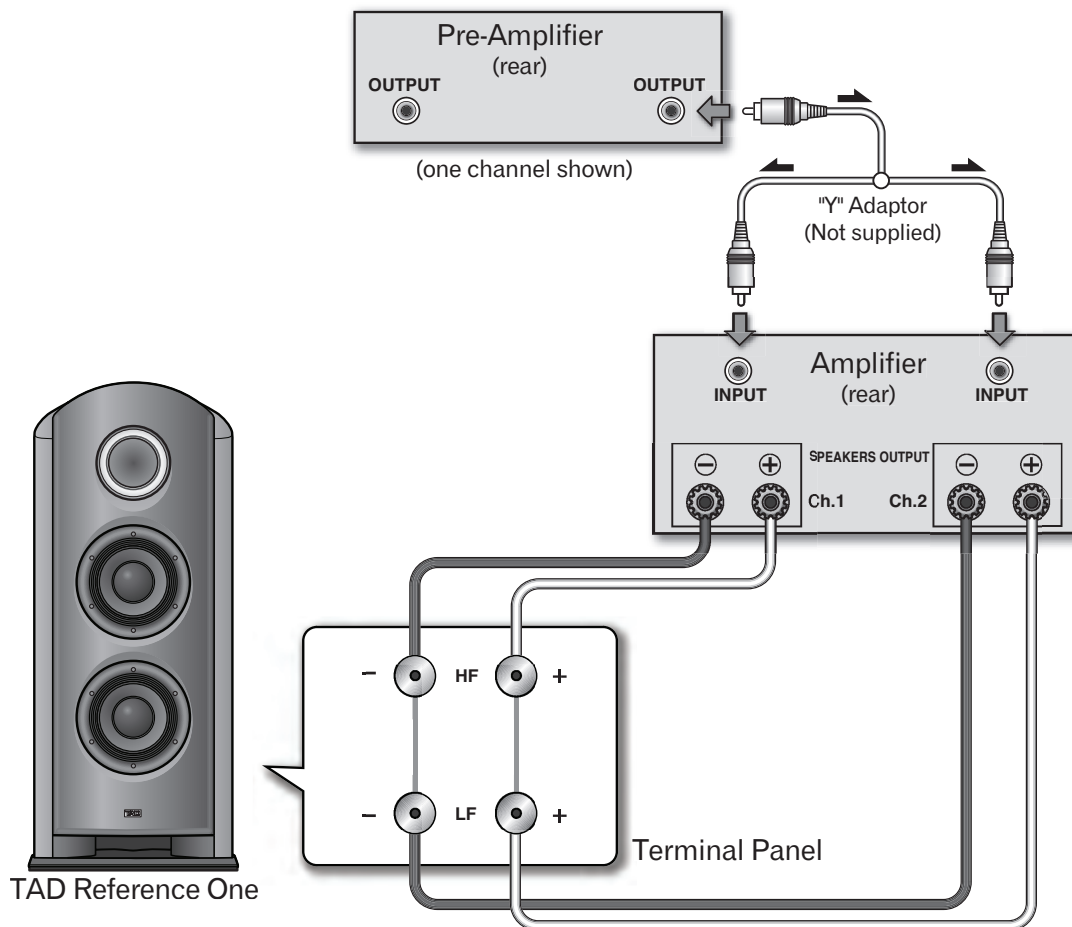 Pre-Amplifier
(rear)
OUTPUT
OUTPUT
(one channel shown)
"Y" Adaptor
(Not supplied)
Amplifier
(rear)
INPUT
INPUT
SPEAKERS OUTPUT
− +
− +
Ch.1
Ch.2
− HF +
− LF +
Terminal Panel
TAD
TAD Reference One